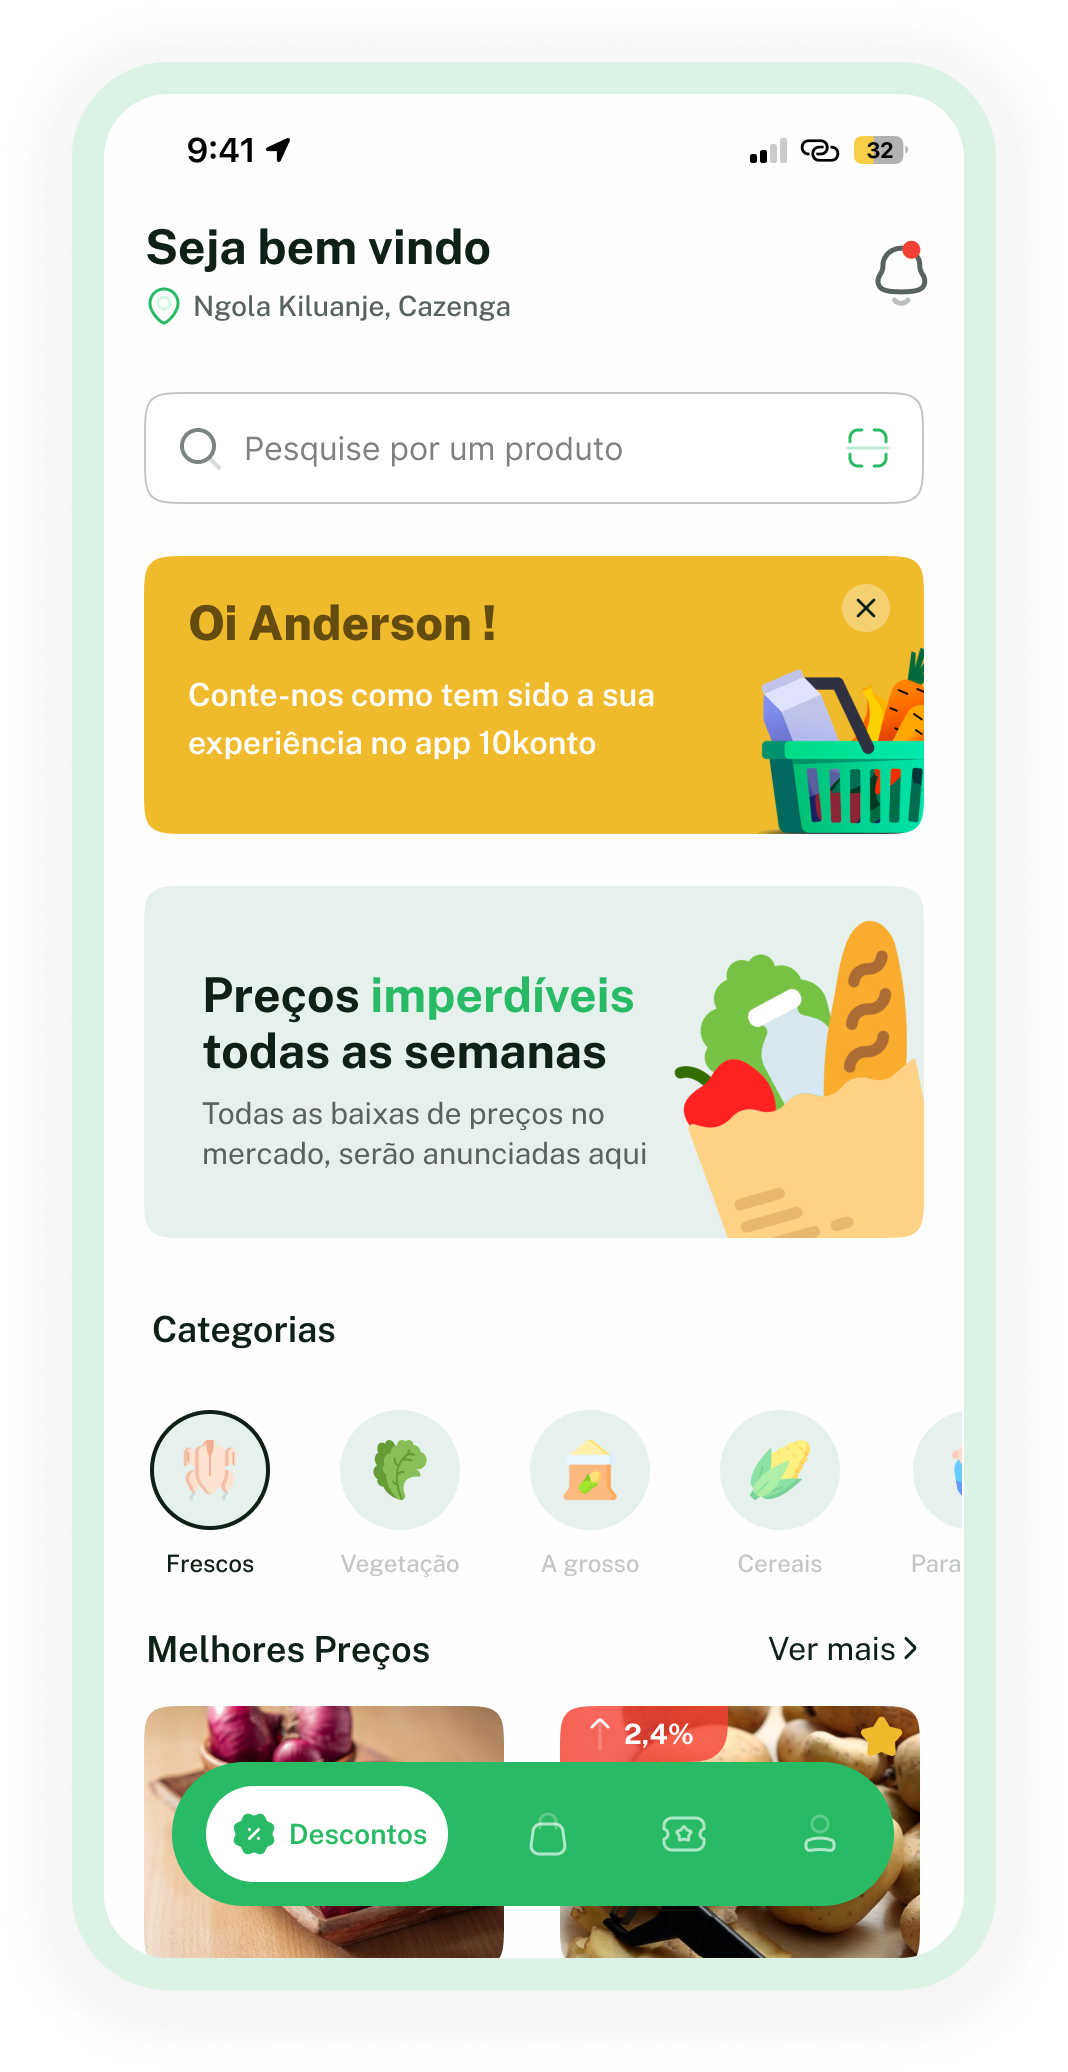 9:41
32
Seja bem vindo
Ngola Kiluanje, Cazenga
Pesquise por um produto
Oi Anderson !
Conte-nos como tem sido a sua
experiência no app 10konto
Preços imperdíveis
todas as semanas
Todas as baixas de preços no
mercado, serão anunciadas aqui
Categorias
Frescos
Vegetação
A grosso
Cereais
Para
Melhores Preços
Ver mais
2,4%
Descontos